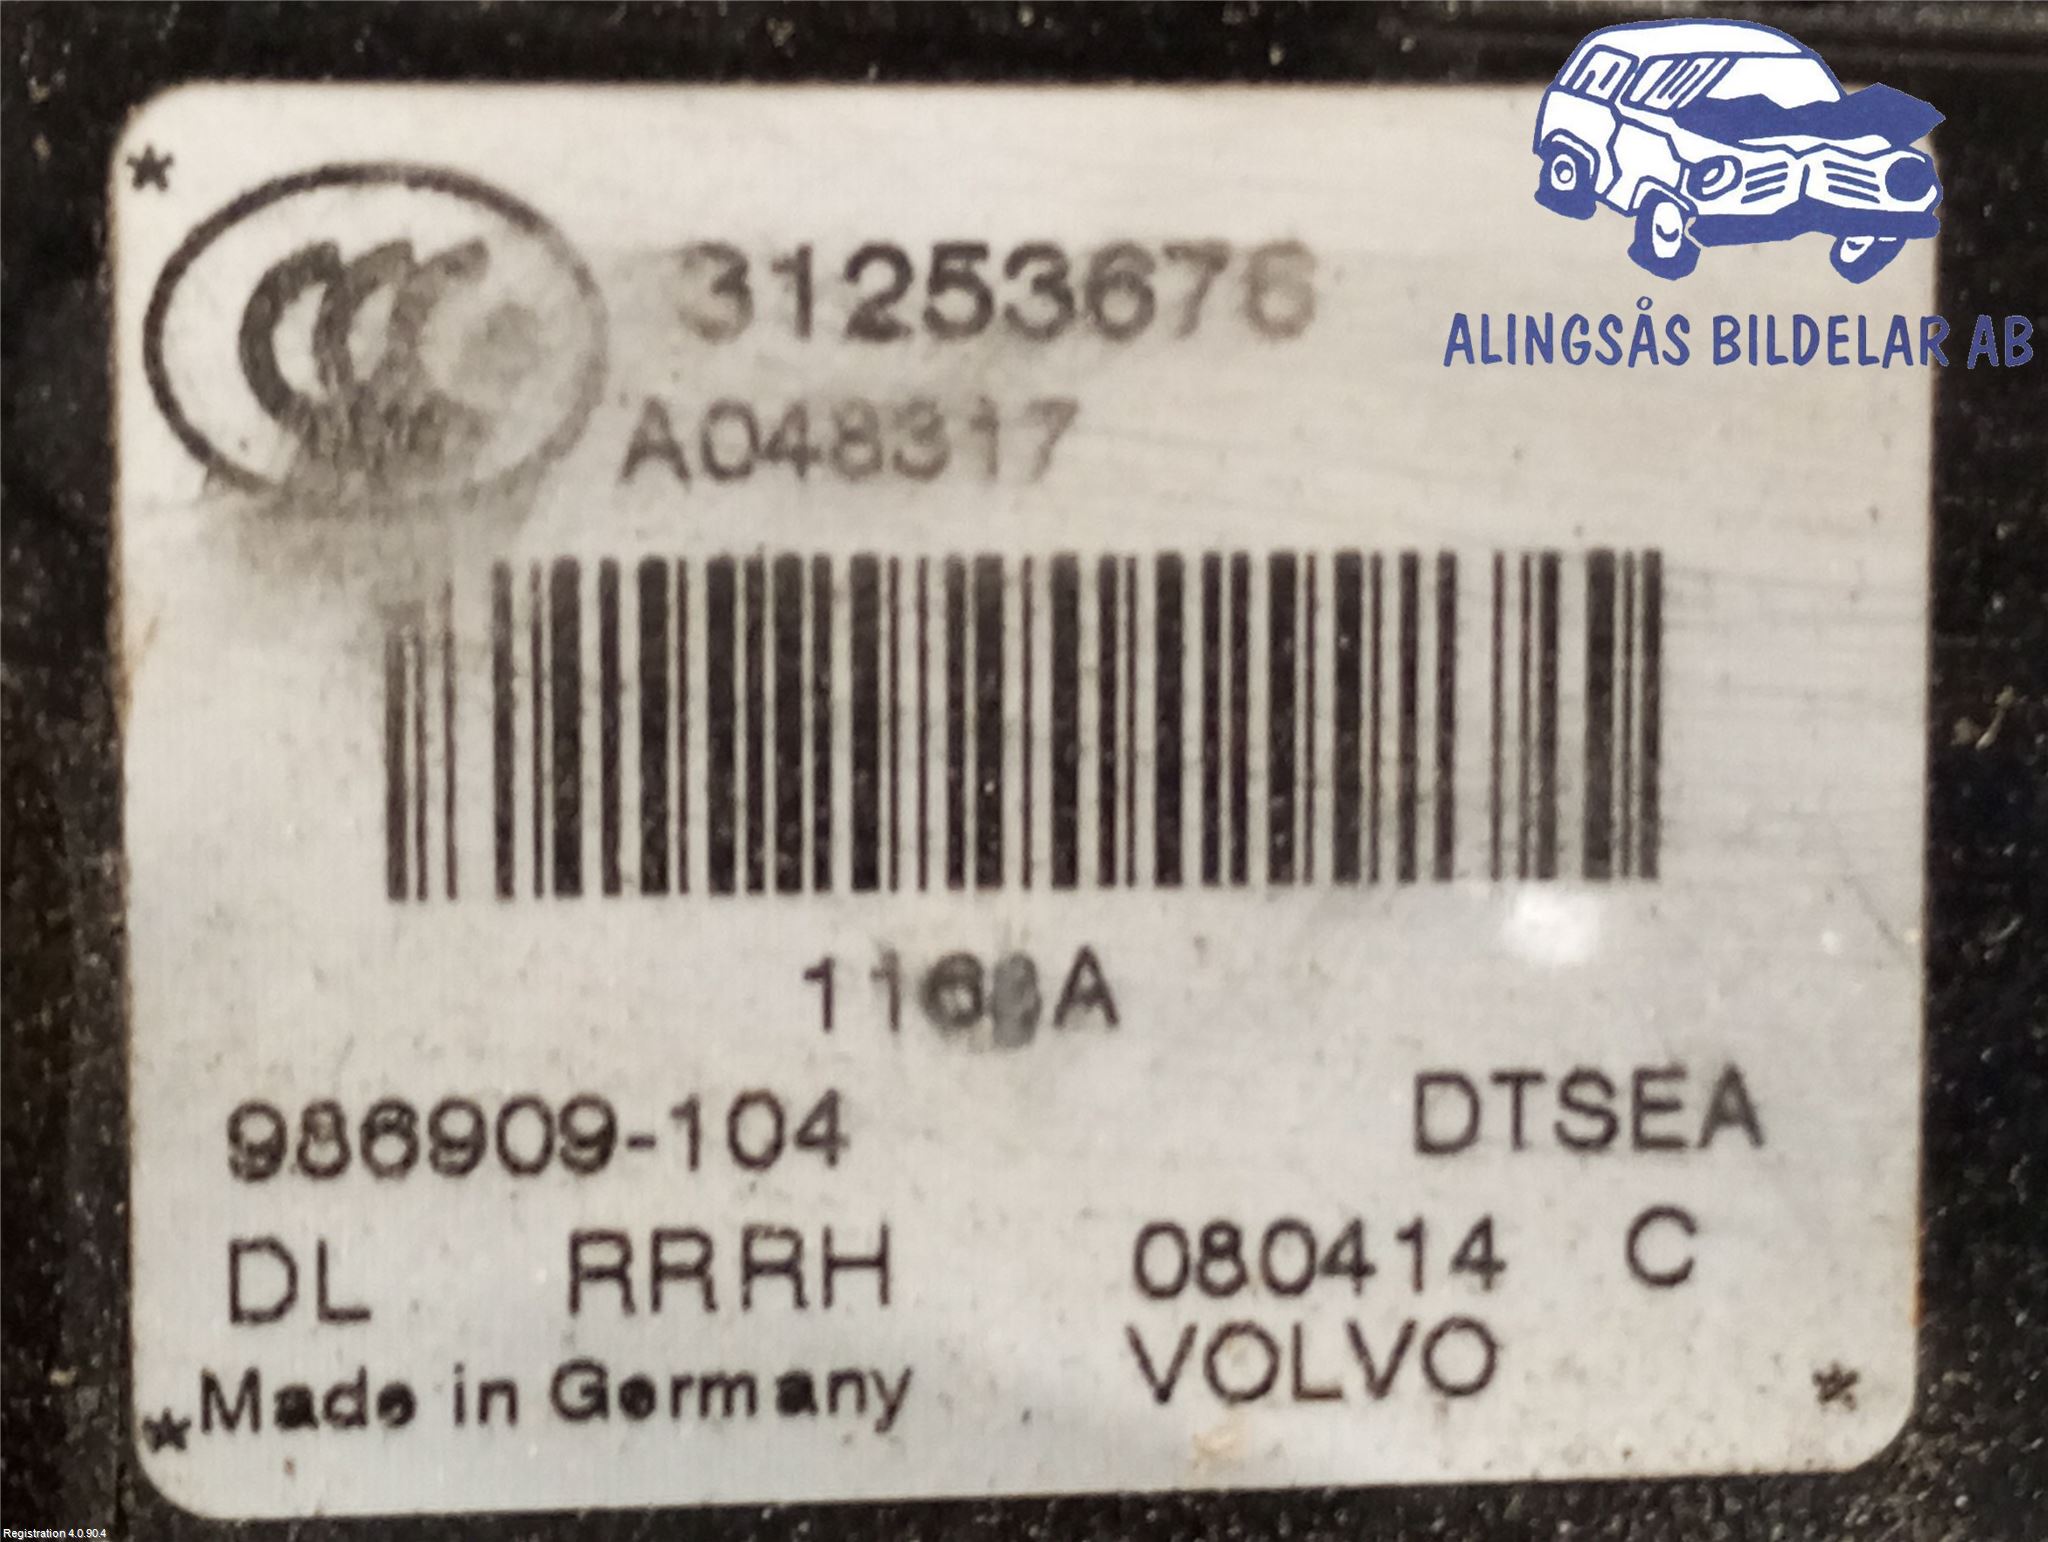 31253676
A048317
986909-104
DTSEA
DL RRRH
080414 C
VOLVO
Made in Germany
ALINGSÅS BILDELAR AB
Registration 4.0.90.4